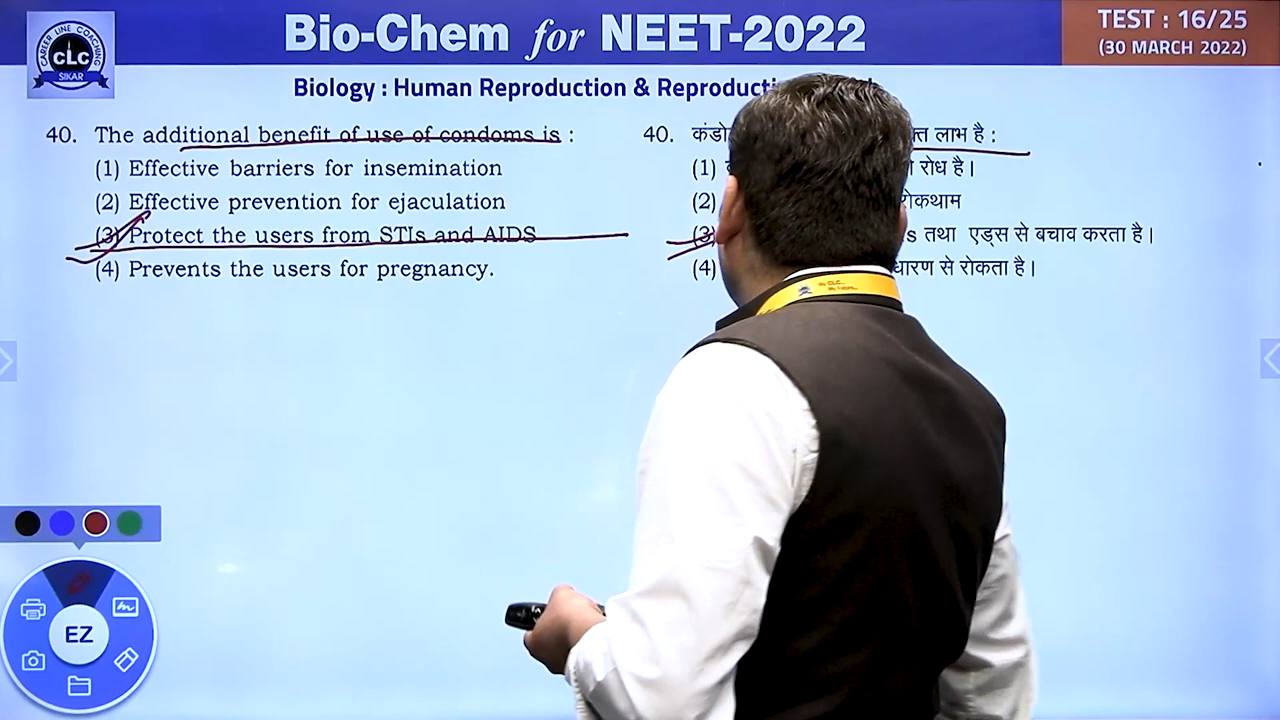 CAREER LINE COACHING
CLC
SIKAR
Bio-Chem for NEET-2022
TEST : 16/25
(30 MARCH 2022)
Biology : Human Reproduction &
40. The additional benefit of use of condoms is :
(1) Effective barriers for insemination
(2) Effective prevention for ejaculation
(3) Protect the users from STIs and AIDS
(4) Prevents the users for pregnancy.
40. लाभ है :
(1) रोध है।
(2)
(3) तथा एड्स से बचाव करता है।
(4) से रोकता है।
EZ